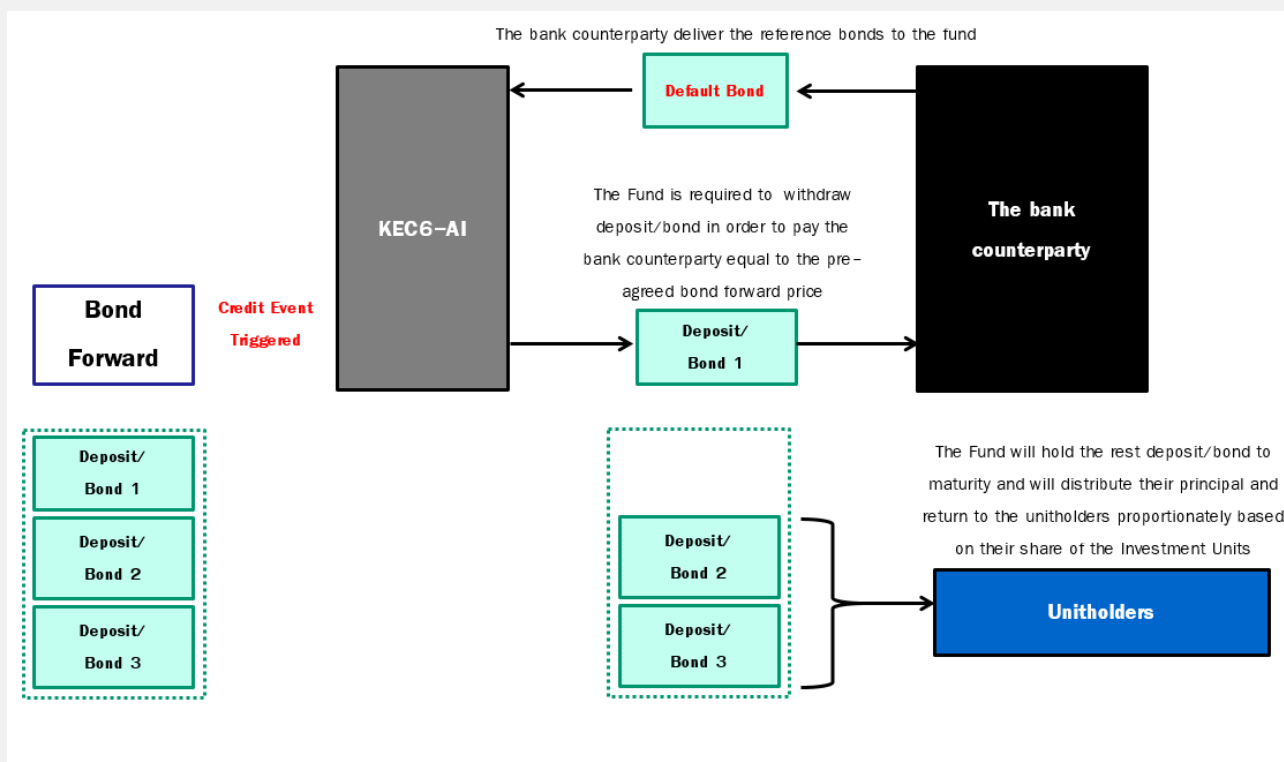 The bank counterparty deliver the reference bonds to the fund
Default Bond
KEC6-AI
The Fund is required to withdraw
deposit/bond in order to pay the
bank counterparty equal to the pre-
agreed bond forward price
The bank
counterparty
Bond
Forward
Credit Event
Triggered
Deposit/
Bond 1
Deposit/
Bond 1
Deposit/
Bond 2
Deposit/
Bond 3
Deposit/
Bond 2
Deposit/
Bond 3
The Fund will hold the rest deposit/bond to
maturity and will distribute their principal and
return to the unitholders proportionately based
on their share of the Investment Units
Unitholders